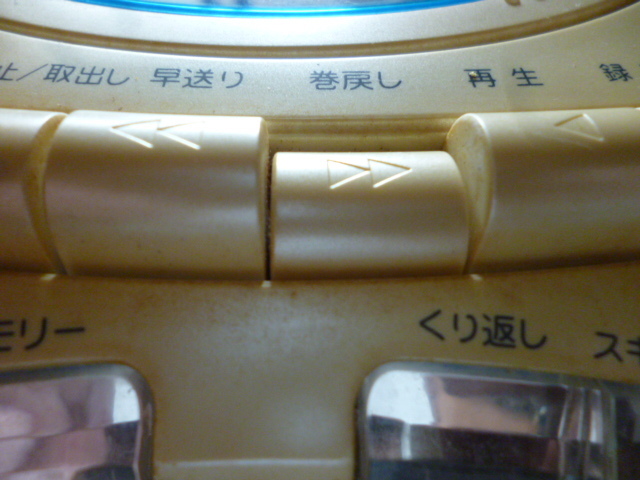 止/取出し 早送り 巻戻し 再生 録
モリー くり返し スキ